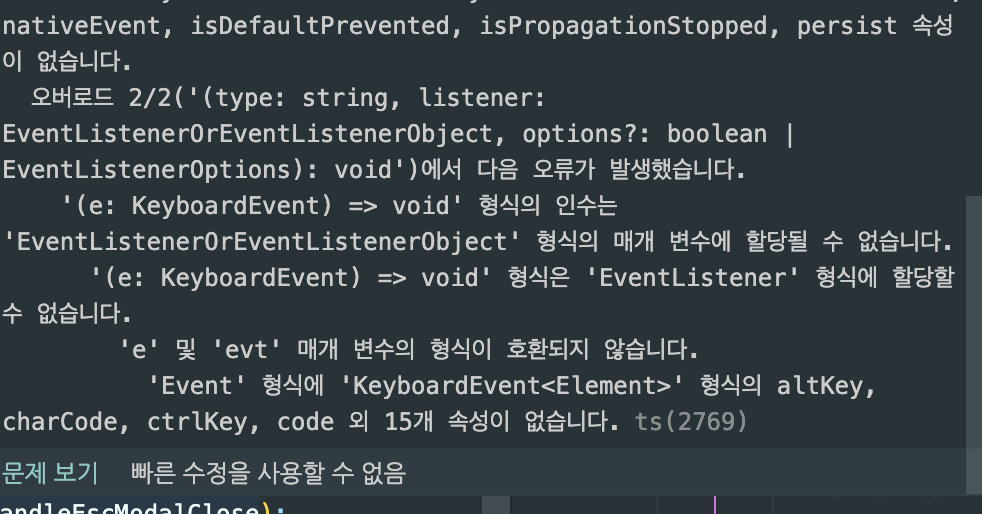 nativeEvent, isDefaultPrevented, isPropagationStopped, persist 속성
이 없습니다.
오버로드 2/2('(type: string, listener:
EventListenerOrEventListenerObject, options?: boolean |
EventListenerOptions): void')에서 다음 오류가 발생했습니다.
'(e: KeyboardEvent) => void' 형식의 인수는
'EventListenerOrEventListenerObject' 형식의 매개 변수에 할당될 수 없습니다.
'(e: KeyboardEvent) => void' 형식은 'EventListener' 형식에 할당할
수 없습니다.
'e' 및 'evt' 매개 변수의 형식이 호환되지 않습니다.
'Event' 형식에 'KeyboardEvent<Element>' 형식의 altKey,
charCode, ctrlKey, code 외 15개 속성이 없습니다. ts(2769)
문제 보기 빠른 수정을 사용할 수 없음
andleEscModalClose);